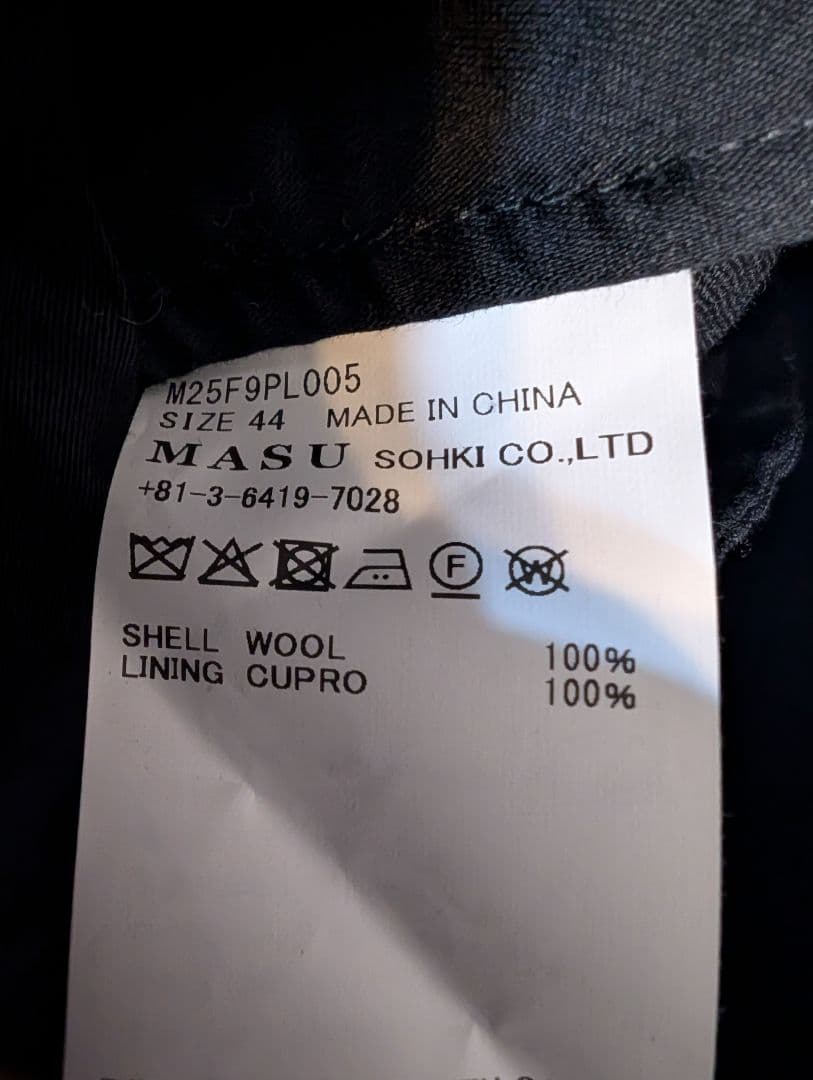 M25F9PL005
SIZE 44 MADE IN CHINA
MASU SOHKI CO.,LTD
+81-3-6419-7028
F W
SHELL WOOL 100%
LINING CUPRO 100%